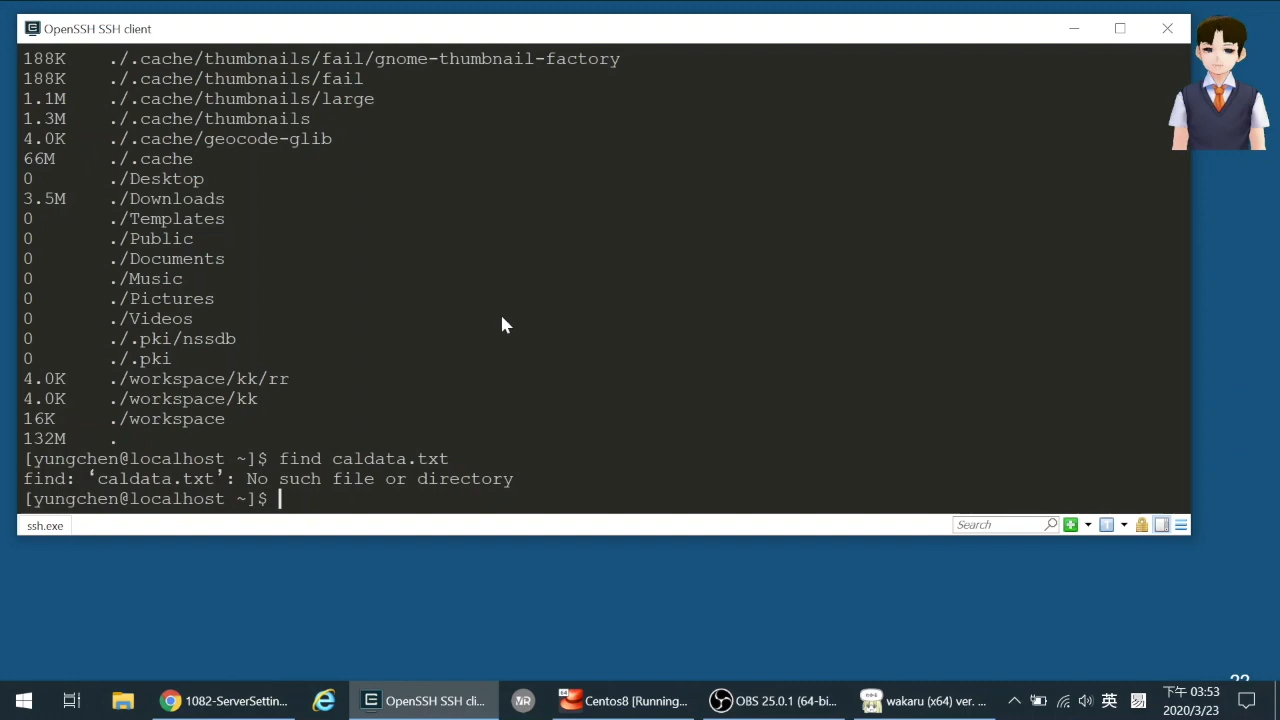 OpenSSH SSH client
188K ./.cache/thumbnails/fail/gnome-thumbnail-factory
188K ./.cache/thumbnails/fail
1.1M ./.cache/thumbnails/large
1.3M ./.cache/thumbnails
4.0K ./.cache/geocode-glib
66M ./.cache
0 ./Desktop
3.5M ./Downloads
0 ./Templates
0 ./Public
0 ./Documents
0 ./Music
0 ./Pictures
0 ./Videos
0 ./.pki/nssdb
0 ./.pki
4.0K ./workspace/kk/rr
4.0K ./workspace/kk
16K ./workspace
132M .
[yungchen@localhost ~]$ find caldata.txt
find: ‘caldata.txt’: No such file or directory
[yungchen@localhost ~]$
ssh.exe
Search
1082-ServerSettin...
OpenSSH SSH cli...
Centos8 [Running...
OBS 25.0.1 (64-bi...
wakaru (x64) ver. ...
英
下午 03:53
2020/3/23